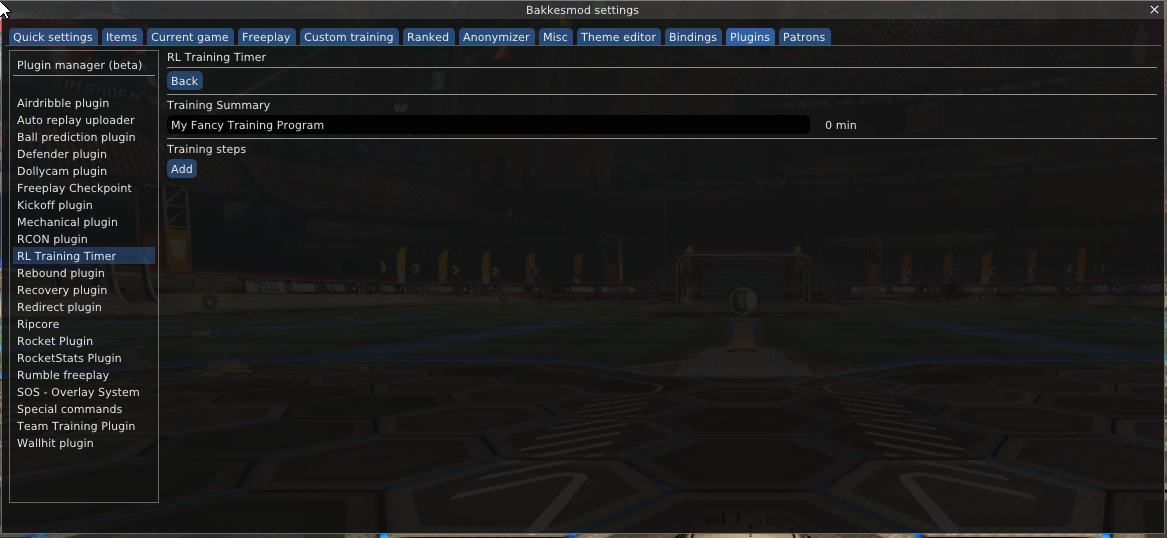 Bakkesmod settings
Quick settings Items Current game Freeplay Custom training Ranked Anonymizer Misc Theme editor Bindings Plugins Patrons
Plugin manager (beta)
Airdribble plugin
Auto replay uploader
Ball prediction plugin
Defender plugin
Dollycam plugin
Freeplay Checkpoint
Kickoff plugin
Mechanical plugin
RCON plugin
RL Training Timer
Rebound plugin
Recovery plugin
Redirect plugin
Ripcore
Rocket Plugin
RocketStats Plugin
Rumble freeplay
SOS - Overlay System
Special commands
Team Training Plugin
Wallhit plugin
RL Training Timer
Back
Training Summary
My Fancy Training Program 0 min
Training steps
Add
IN SHOP